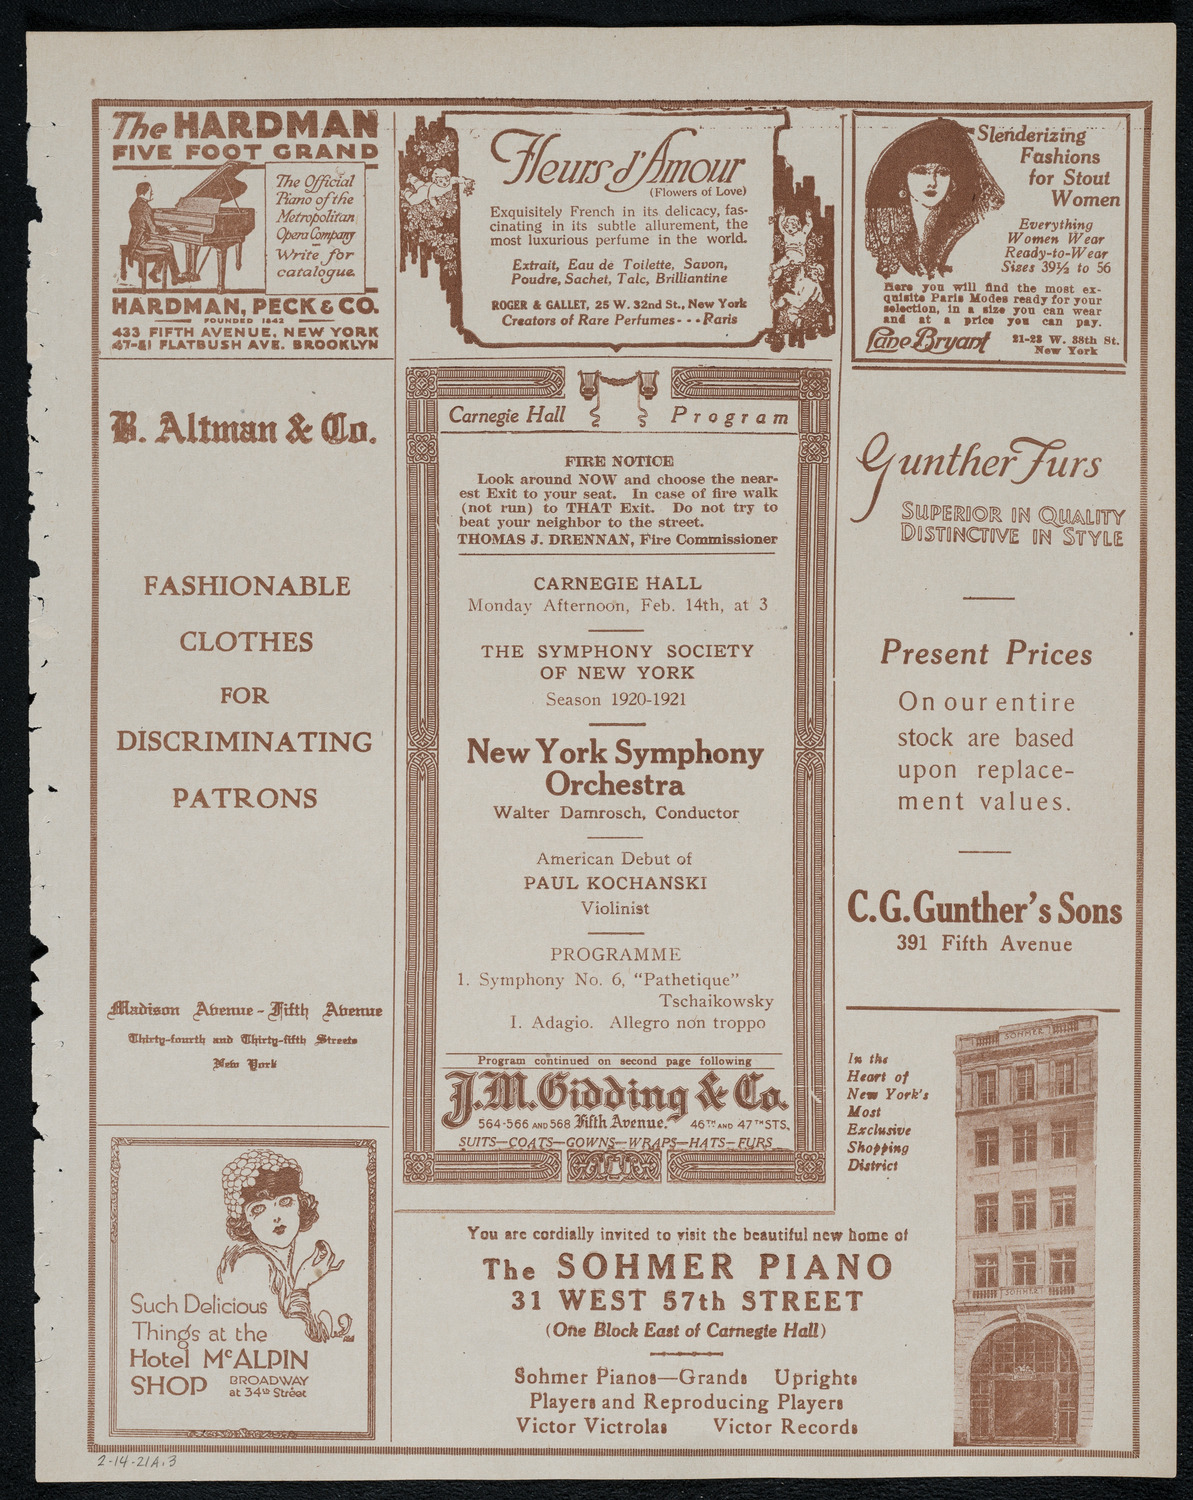 The HARDMAN
FIVE FOOT GRAND
The Official
Piano of the
Metropolitan
Opera Company
Write for
catalogue.
HARDMAN, PECK & CO.
FOUNDED 1842
433 FIFTH AVENUE, NEW YORK
47-51 FLATBUSH AVE. BROOKLYN
Fleurs d'Amour
(Flowers of Love)
Exquisitely French in its delicacy, fas-
cinating in its subtle allurement, the
most luxurious perfume in the world.
Extrait, Eau de Toilette, Savon,
Poudre, Sachet, Talc, Brilliantine
ROGER & GALLET, 25 W. 32nd St., New York
Creators of Rare Perfumes - - - Paris
Slenderizing
Fashions
for Stout
Women
Everything
Women Wear
Ready-to-Wear
Sizes 39½ to 56
Here you will find the most ex-
quisite Paris Modes ready for your
selection, in a size you can wear
and at a price you can pay.
Lane Bryant
21-23 W. 38th St.
New York
B. Altman & Co.
FASHIONABLE
CLOTHES
FOR
DISCRIMINATING
PATRONS
Madison Avenue - Fifth Avenue
Thirty-fourth and Thirty-fifth Streets
New York
Such Delicious
Things at the
Hotel McALPIN
SHOP BROADWAY
at 34th Street
Carnegie Hall Program
FIRE NOTICE
Look around NOW and choose the near-
est Exit to your seat. In case of fire walk
(not run) to THAT Exit. Do not try to
beat your neighbor to the street.
THOMAS J. DRENNAN, Fire Commissioner
CARNEGIE HALL
Monday Afternoon, Feb. 14th, at 3
THE SYMPHONY SOCIETY
OF NEW YORK
Season 1920-1921
New York Symphony
Orchestra
Walter Damrosch, Conductor
American Debut of
PAUL KOCHANSKI
Violinist
PROGRAMME
1. Symphony No. 6, "Pathetique"
Tschaikowsky
I. Adagio. Allegro non troppo
Program continued on second page following
J.M. Gidding & Co.
564-566 AND 568 Fifth Avenue. 46TH AND 47TH STS.
SUITS—COATS—GOWNS—WRAPS—HATS—FURS
Gunther Furs
SUPERIOR IN QUALITY
DISTINCTIVE IN STYLE
Present Prices
On our entire
stock are based
upon replace-
ment values.
C.G. Gunther's Sons
391 Fifth Avenue
In the
Heart of
New York's
Most
Exclusive
Shopping
District
SOHMER
SOHMER
You are cordially invited to visit the beautiful new home of
The SOHMER PIANO
31 WEST 57th STREET
(One Block East of Carnegie Hall)
Sohmer Pianos—Grands Uprights
Players and Reproducing Players
Victor Victrolas Victor Records
2-14-21A.3